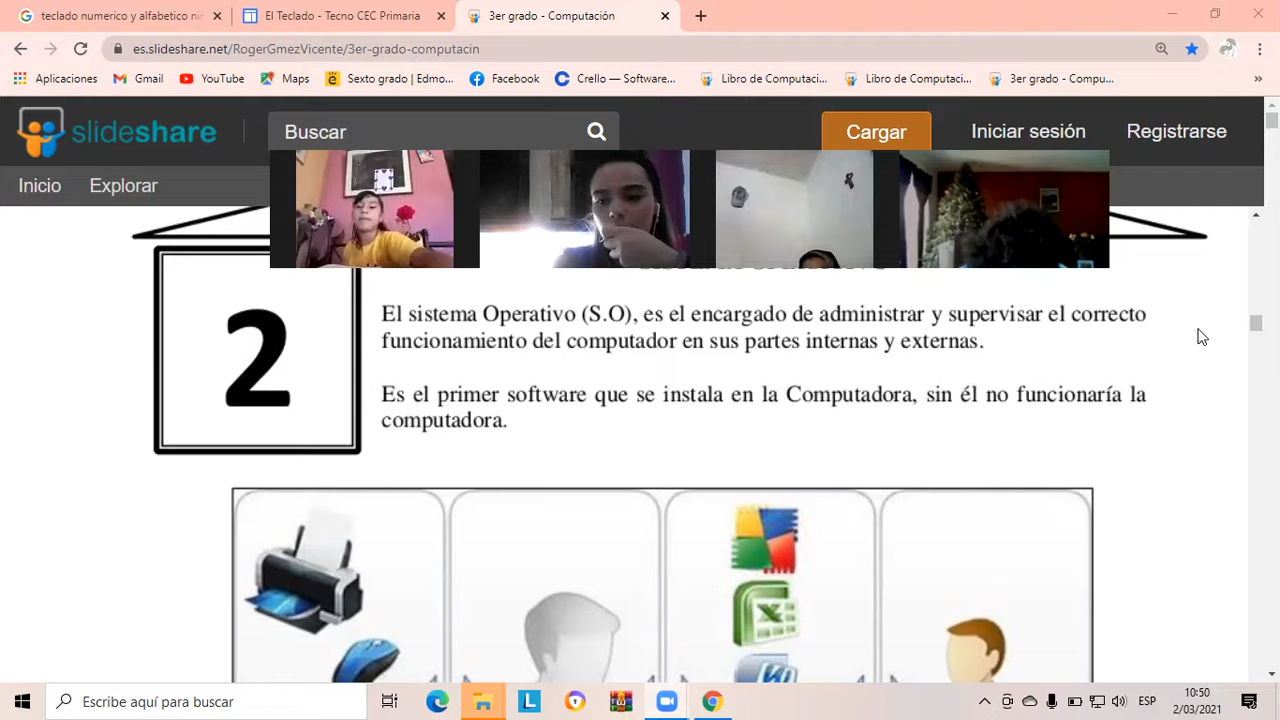 teclado numerico y alfabetico niñ
El Teclado - Tecno CEC Primaria
3er grado - Computación
es.slideshare.net/RogerGmezVicente/3er-grado-computacin
Aplicaciones
Gmail
YouTube
Maps
Sexto grado | Edmo...
Facebook
Crello — Software...
Libro de Computaci...
Libro de Computaci...
3er grado - Compu...
slideshare
Buscar
Cargar
Iniciar sesión
Registrarse
Inicio
Explorar
2
El sistema Operativo (S.O), es el encargado de administrar y supervisar el correcto
funcionamiento del computador en sus partes internas y externas.
Es el primer software que se instala en la Computadora, sin él no funcionaría la
computadora.
Escribe aquí para buscar
ESP
10:50
2/03/2021